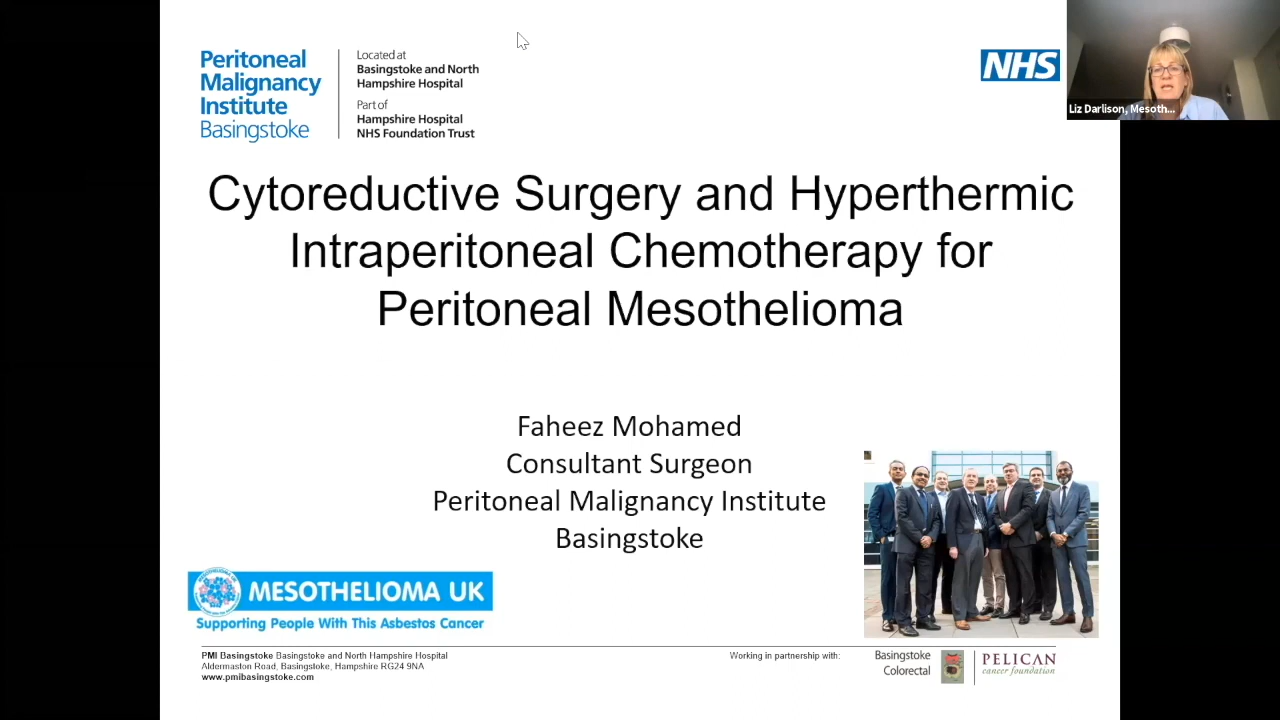 Peritoneal
Malignancy
Institute
Basingstoke
Located at
Basingstoke and North
Hampshire Hospital
Part of
Hampshire Hospital
NHS Foundation Trust
NHS
Liz Darlison, Mesoth...
Cytoreductive Surgery and Hyperthermic
Intraperitoneal Chemotherapy for
Peritoneal Mesothelioma
Faheez Mohamed
Consultant Surgeon
Peritoneal Malignancy Institute
Basingstoke
MESOTHELIOMA UK
Supporting People With This Asbestos Cancer
PMI Basingstoke Basingstoke and North Hampshire Hospital
Aldermaston Road, Basingstoke, Hampshire RG24 9NA
www.pmibasingstoke.com
Working in partnership with:
Basingstoke
Colorectal
PELICAN
cancer foundation